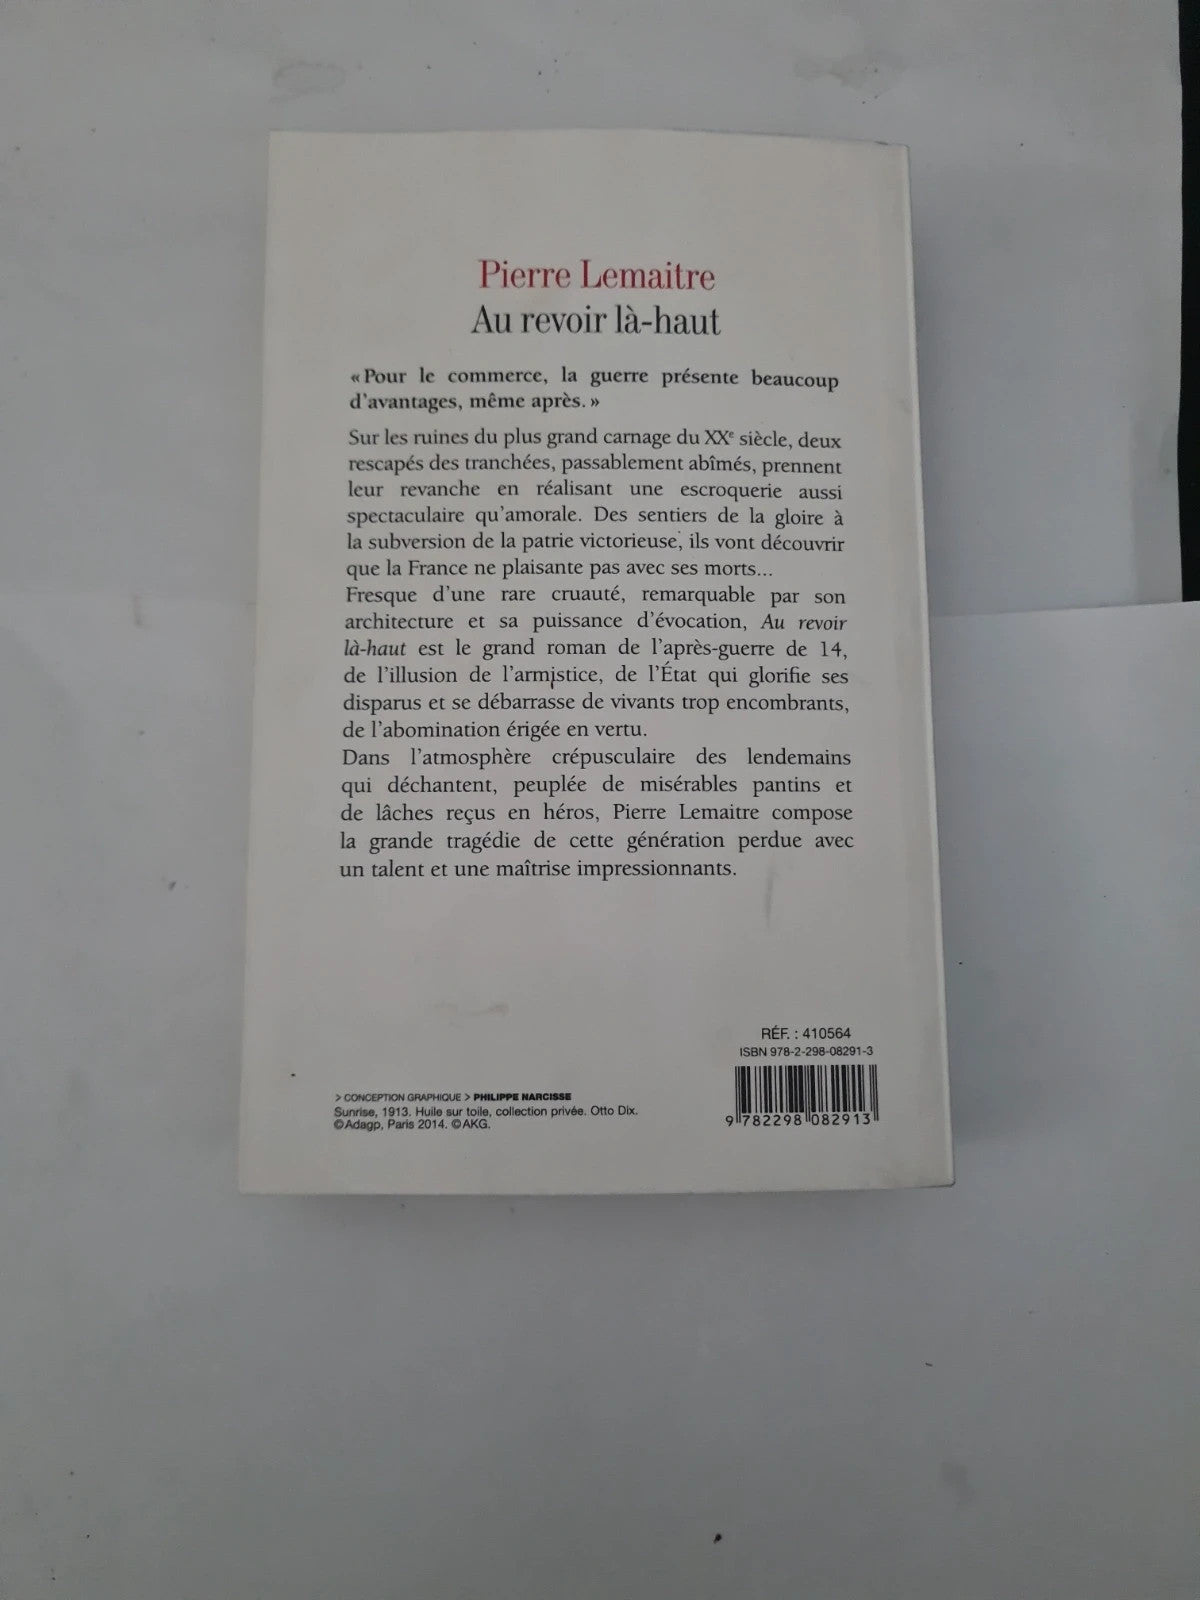 Pierre Lemaitre
Au revoir là-haut
« Pour le commerce, la guerre présente beaucoup
d'avantages, même après. »
Sur les ruines du plus grand carnage du XXe siècle, deux
rescapés des tranchées, passablement abîmés, prennent
leur revanche en réalisant une escroquerie aussi
spectaculaire qu'amorale. Des sentiers de la gloire à
la subversion de la patrie victorieuse, ils vont découvrir
que la France ne plaisante pas avec ses morts...
Fresque d'une rare cruauté, remarquable par son
architecture et sa puissance d'évocation, Au revoir
là-haut est le grand roman de l'après-guerre de 14,
de l'illusion de l'armistice, de l'État qui glorifie ses
disparus et se débarrasse de vivants trop encombrants,
de l'abomination érigée en vertu.
Dans l'atmosphère crépusculaire des lendemains
qui déchantent, peuplée de misérables pantins et
de lâches reçus en héros, Pierre Lemaitre compose
la grande tragédie de cette génération perdue avec
un talent et une maîtrise impressionnants.
RÉF. : 410564
ISBN 978-2-298-08291-3
9 782298 082913
> CONCEPTION GRAPHIQUE > PHILIPPE NARCISSE
Sunrise, 1913. Huile sur toile, collection privée. Otto Dix.
©Adagp, Paris 2014. ©AKG.